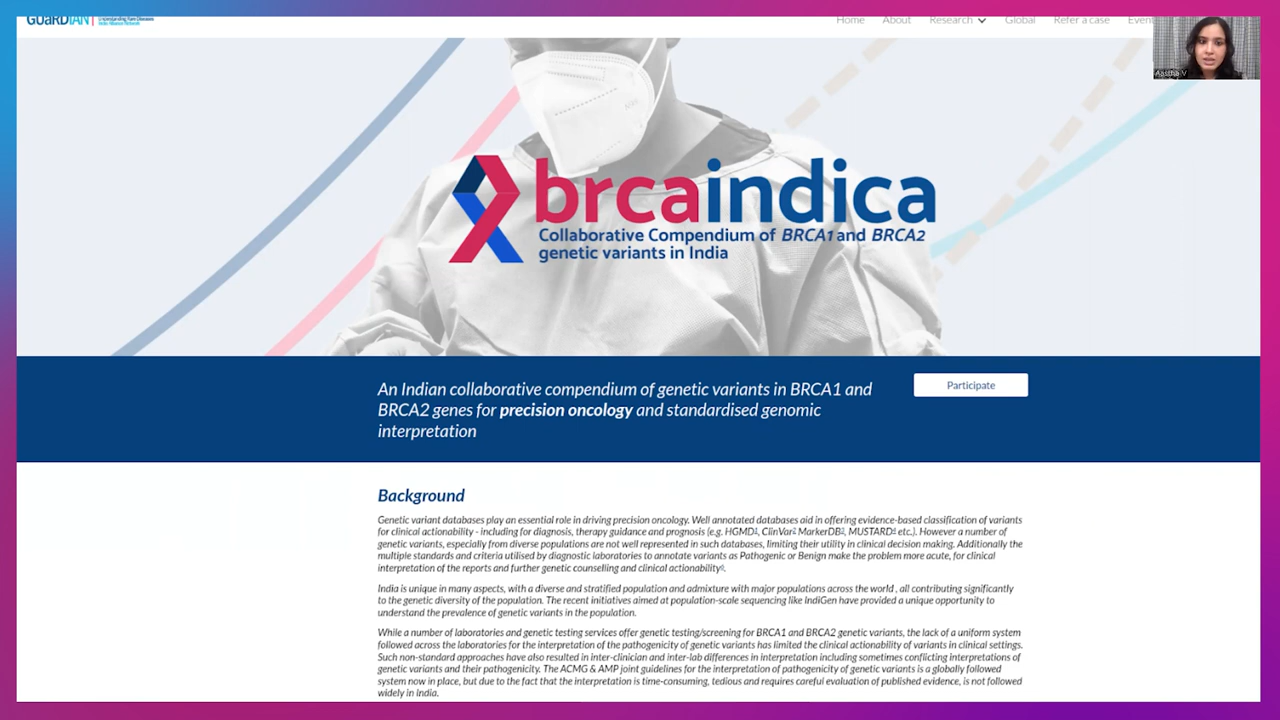 GUaRDIAN
Understanding Rare Diseases
India Alliance Network
Home About Research Global Refer a case Event
Aastha V
brcaindica
Collaborative Compendium of BRCA1 and BRCA2
genetic variants in India
An Indian collaborative compendium of genetic variants in BRCA1 and
BRCA2 genes for precision oncology and standardised genomic
interpretation
Participate
Background
Genetic variant databases play an essential role in driving precision oncology. Well annotated databases aid in offering evidence-based classification of variants
for clinical actionability - including for diagnosis, therapy guidance and prognosis (e.g. HGMD1, ClinVar2 MarkerDB3, MUSTARD4 etc.). However a number of
genetic variants, especially from diverse populations are not well represented in such databases, limiting their utility in clinical decision making. Additionally the
multiple standards and criteria utilised by diagnostic laboratories to annotate variants as Pathogenic or Benign make the problem more acute, for clinical
interpretation of the reports and further genetic counselling and clinical actionability.
India is unique in many aspects, with a diverse and stratified population and admixture with major populations across the world , all contributing significantly
to the genetic diversity of the population. The recent initiatives aimed at population-scale sequencing like IndiGen have provided a unique opportunity to
understand the prevalence of genetic variants in the population.
While a number of laboratories and genetic testing services offer genetic testing/screening for BRCA1 and BRCA2 genetic variants, the lack of a uniform system
followed across the laboratories for the interpretation of the pathogenicity of genetic variants has limited the clinical actionability of variants in clinical settings.
Such non-standard approaches have also resulted in inter-clinician and inter-lab differences in interpretation including sometimes conflicting interpretations of
genetic variants and their pathogenicity. The ACMG & AMP joint guidelines for the interpretation of pathogenicity of genetic variants is a globally followed
system now in place, but due to the fact that the interpretation is time-consuming, tedious and requires careful evaluation of published evidence, is not followed
widely in india.